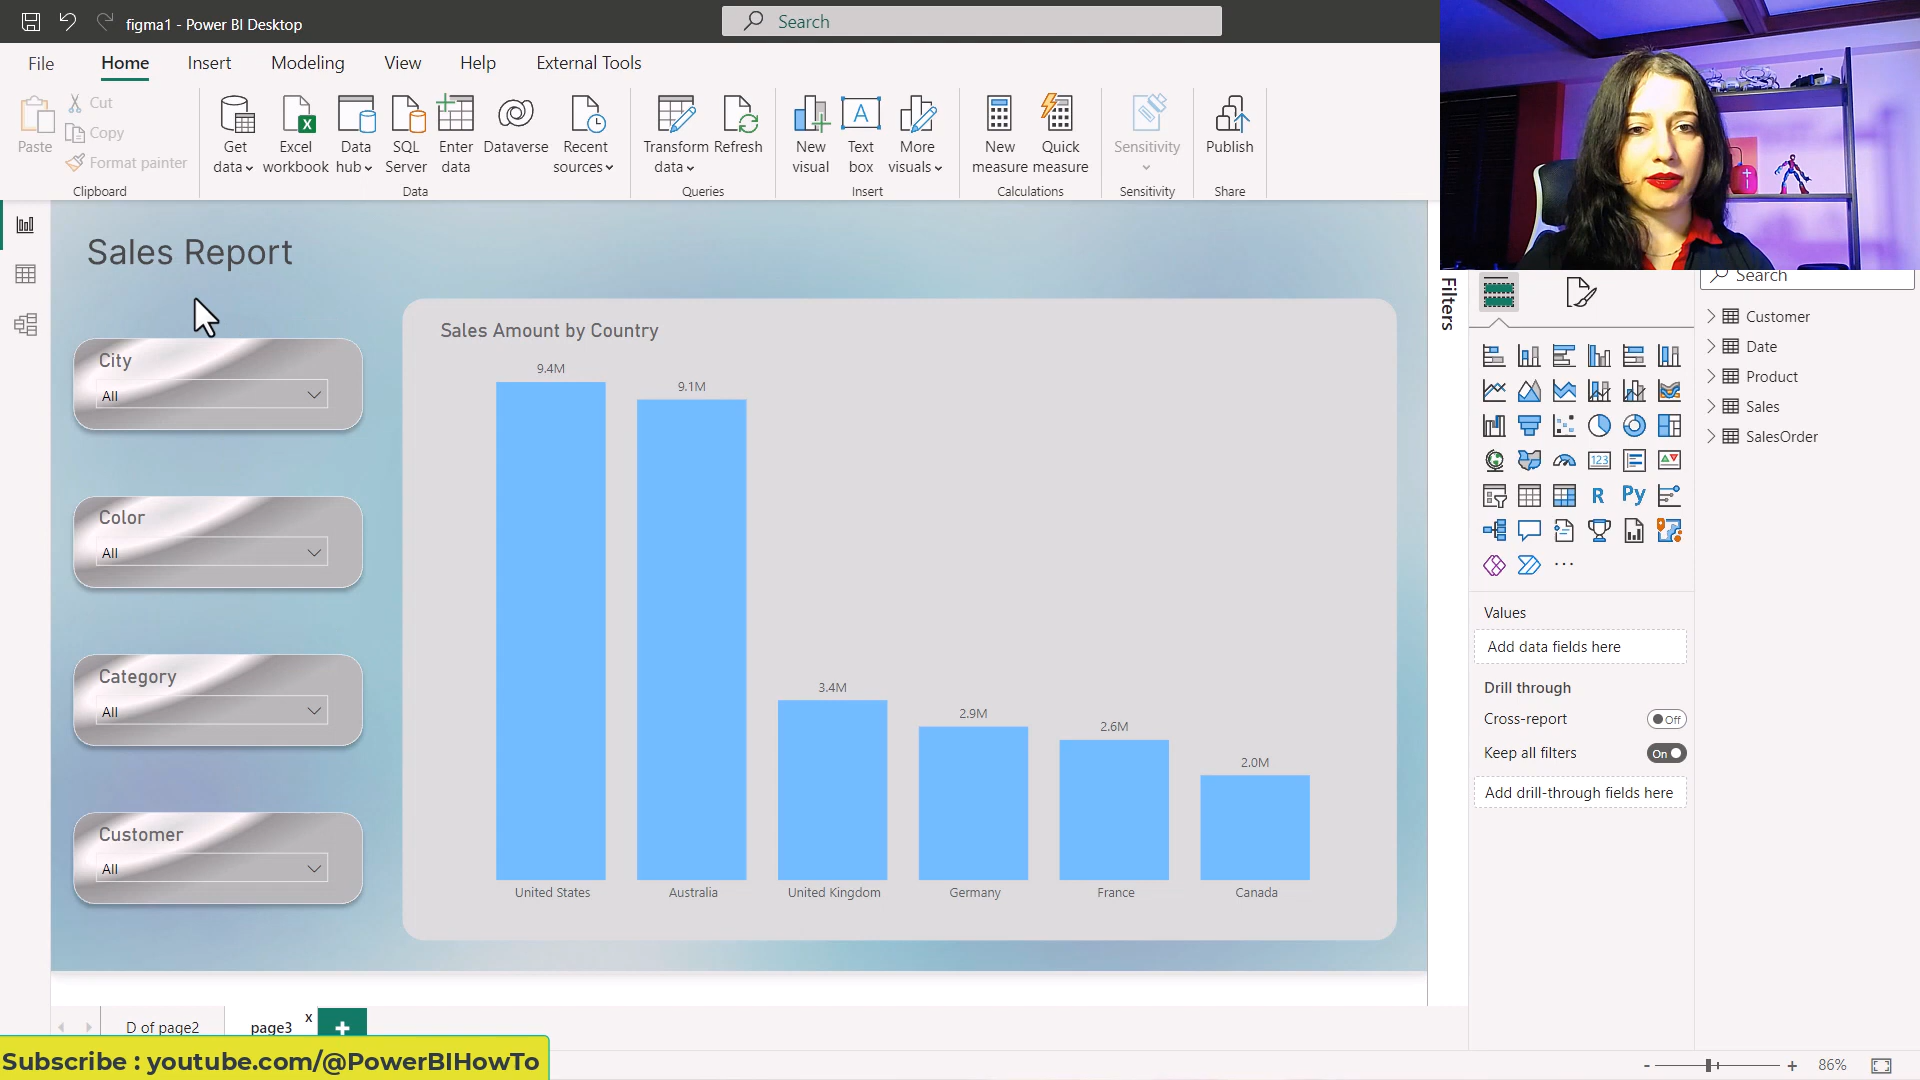 figma1 - Power BI Desktop
Search
File
Home
Insert
Modeling
View
Help
External Tools
Paste
Cut
Copy
Format painter
Clipboard
Get data
Excel workbook
Data hub
SQL Server
Enter data
Dataverse
Recent sources
Data
Transform data
Refresh
Queries
New visual
Text box
More visuals
Insert
New measure
Quick measure
Calculations
Sensitivity
Sensitivity
Publish
Share
Sales Report
City
All
Color
All
Category
All
Customer
All
Sales Amount by Country
9.4M
9.1M
3.4M
2.9M
2.6M
2.0M
United States
Australia
United Kingdom
Germany
France
Canada
Filters
123
R
Py
...
Values
Add data fields here
Drill through
Cross-report
Off
Keep all filters
On
Add drill-through fields here
Search
Customer
Date
Product
Sales
SalesOrder
D of page2
page3
x
+
Subscribe : youtube.com/@PowerBIHowTo
- + 86%